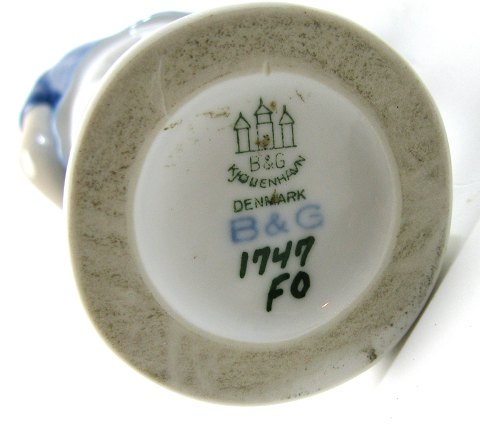 B&G
KJØBENHAVN
DENMARK
B&G
1747
FO